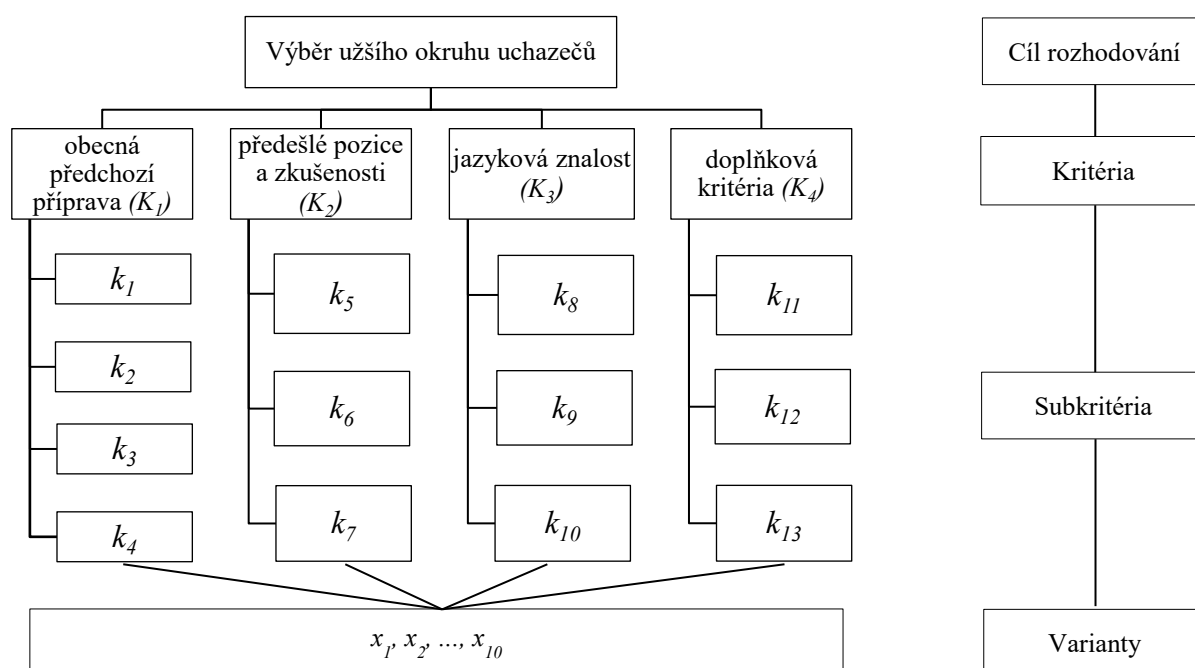 Výběr užšího okruhu uchazečů
Cíl rozhodování
obecná
předchozí
příprava (K₁)
předešlé pozice
a zkušenosti
(K₂)
jazyková znalost
(K₃)
doplňková
kritéria (K₄)
Kritéria
k₁
k₂
k₃
k₄
k₅
k₆
k₇
k₈
k₉
k₁₀
k₁₁
k₁₂
k₁₃
Subkritéria
x₁, x₂, ..., x₁₀
Varianty